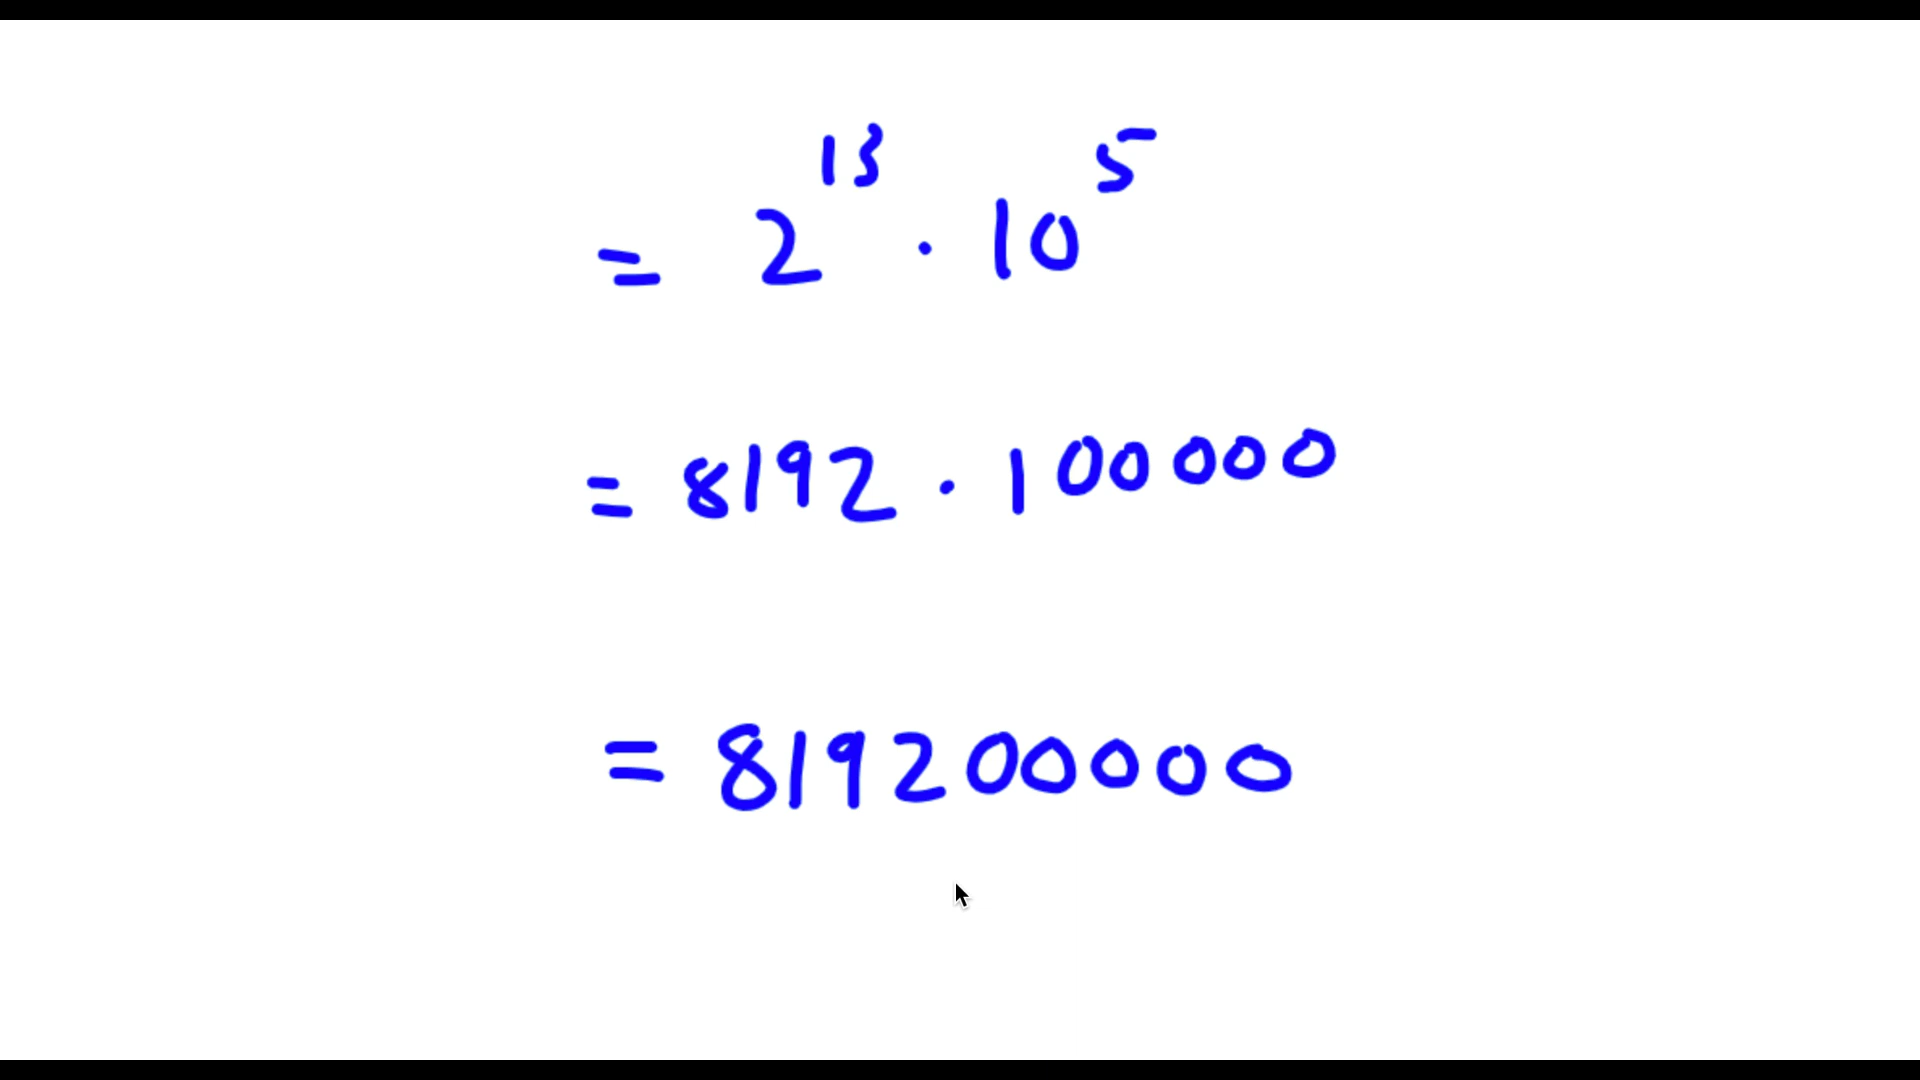 = 2^13 · 10^5
= 8192 · 100000
= 819200000